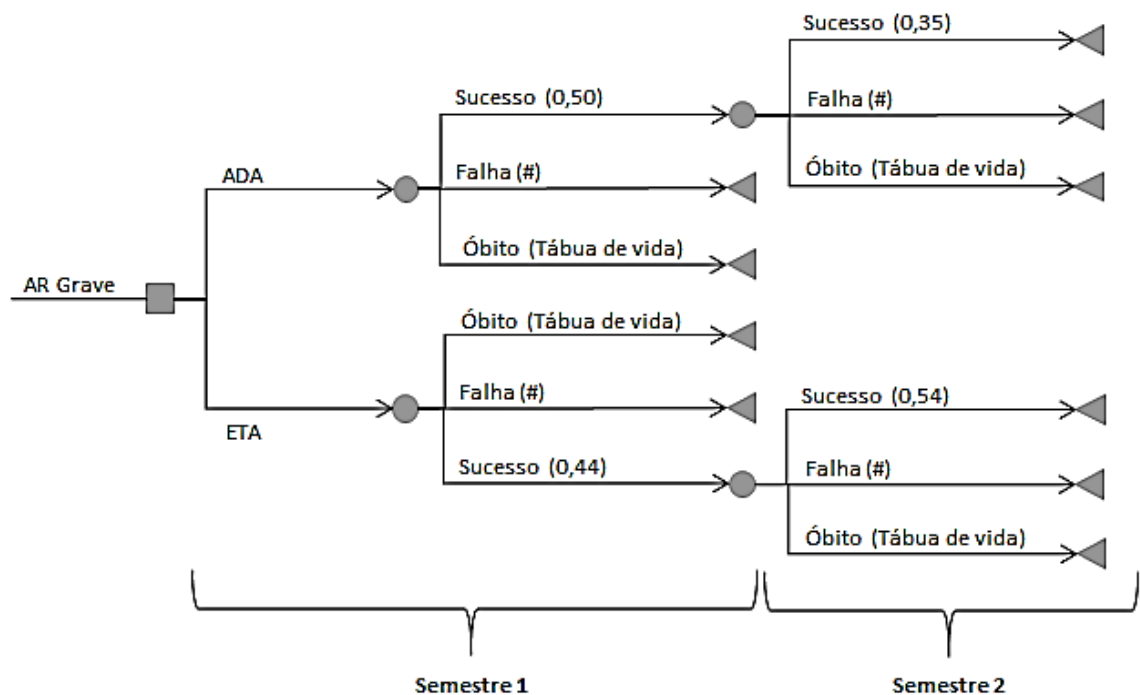 Sucesso (0,35)
Falha (#)
Óbito (Tábua de vida)
Sucesso (0,50)
Falha (#)
Óbito (Tábua de vida)
ADA
AR Grave
ETA
Óbito (Tábua de vida)
Falha (#)
Sucesso (0,44)
Sucesso (0,54)
Falha (#)
Óbito (Tábua de vida)
Semestre 1
Semestre 2